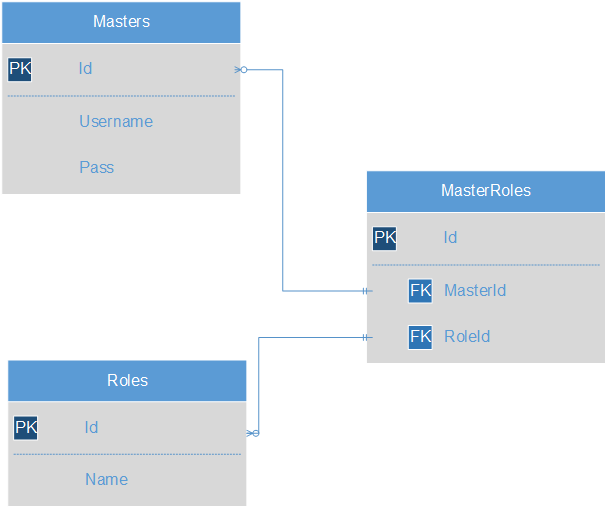 Masters
PK Id
Username
Pass
MasterRoles
PK Id
FK MasterId
FK RoleId
Roles
PK Id
Name